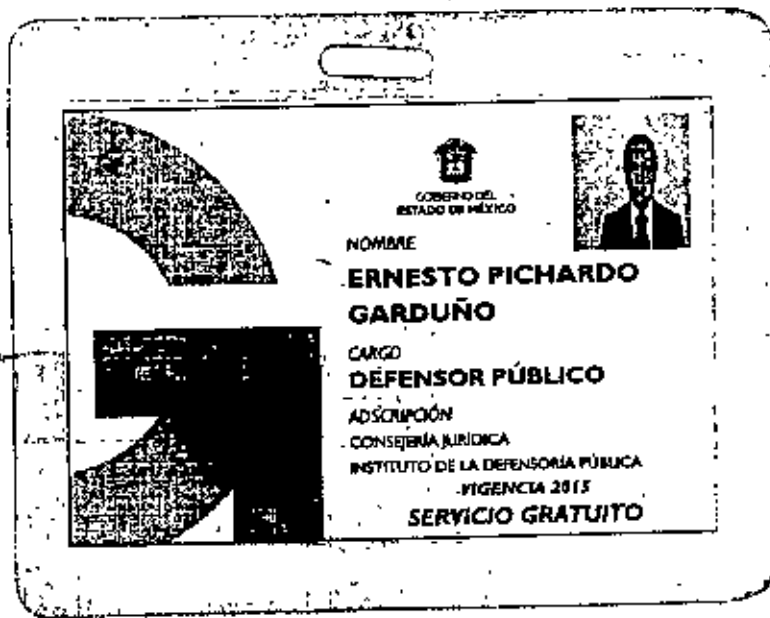 GOBIERNO DEL
ESTADO DE MÉXICO
NOMBRE
ERNESTO PICHARDO
GARDUÑO
CARGO
DEFENSOR PÚBLICO
ADSCRIPCIÓN
CONSEJERÍA JURÍDICA
INSTITUTO DE LA DEFENSORÍA PÚBLICA
VIGENCIA 2015
SERVICIO GRATUITO